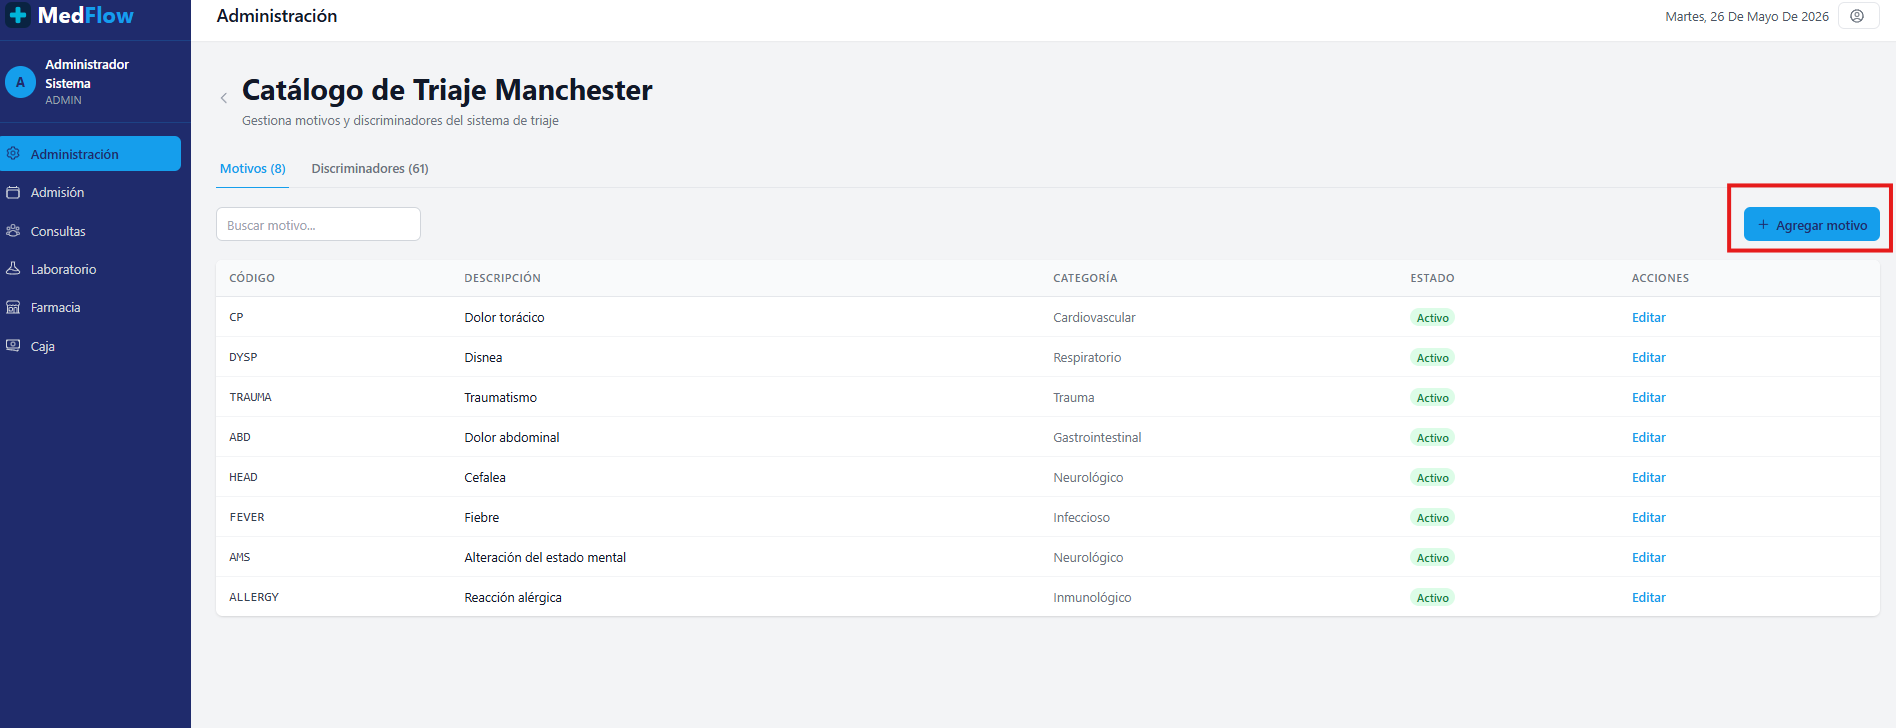 MedFlow
Administración
Martes, 26 De Mayo De 2026
A
Administrador
Sistema
ADMIN
Administración
Admisión
Consultas
Laboratorio
Farmacia
Caja
Catálogo de Triaje Manchester
Gestiona motivos y discriminadores del sistema de triaje
Motivos (8) Discriminadores (61)
Buscar motivo...
+ Agregar motivo
CÓDIGO DESCRIPCIÓN CATEGORÍA ESTADO ACCIONES
CP Dolor torácico Cardiovascular Activo Editar
DYSP Disnea Respiratorio Activo Editar
TRAUMA Traumatismo Trauma Activo Editar
ABD Dolor abdominal Gastrointestinal Activo Editar
HEAD Cefalea Neurológico Activo Editar
FEVER Fiebre Infeccioso Activo Editar
AMS Alteración del estado mental Neurológico Activo Editar
ALLERGY Reacción alérgica Inmunológico Activo Editar